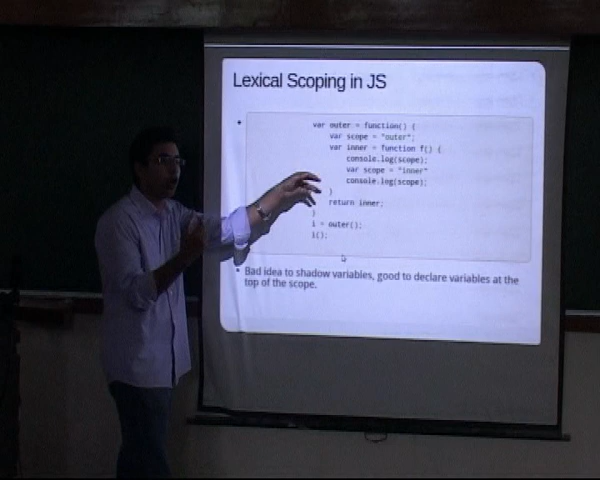 Lexical Scoping in JS
var outer = function() {
var scope = "outer";
var inner = function f() {
console.log(scope);
var scope = "inner"
console.log(scope);
}
return inner;
}
i = outer();
i();
Bad idea to shadow variables, good to declare variables at the
top of the scope.